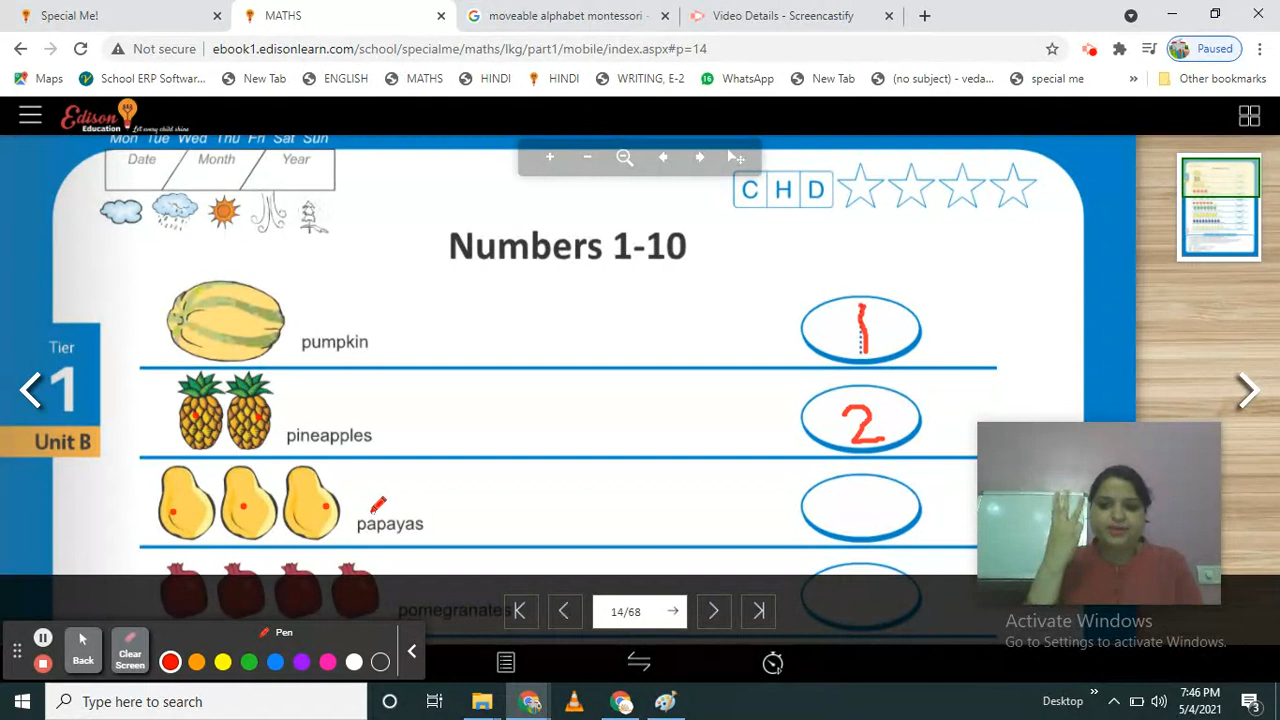 Special Me!
MATHS
moveable alphabet montessori -
Video Details - Screencastify
Not secure
ebook1.edisonlearn.com/school/specialme/maths/lkg/part1/mobile/index.aspx#p=14
Paused
Maps
School ERP Softwar...
New Tab
ENGLISH
MATHS
HINDI
HINDI
WRITING, E-2
WhatsApp
New Tab
(no subject) - veda...
special me
Other bookmarks
Edison
Education
Let every child shine
Mon Tue Wed Thu Fri Sat Sun
Date Month Year
C H D
Numbers 1-10
pumpkin
1
pineapples
2
papayas
pomegranates
Tier
1
Unit B
14/68
Pen
Back
Clear
Screen
Activate Windows
Go to Settings to activate Windows.
Type here to search
Desktop
7:46 PM
5/4/2021
3